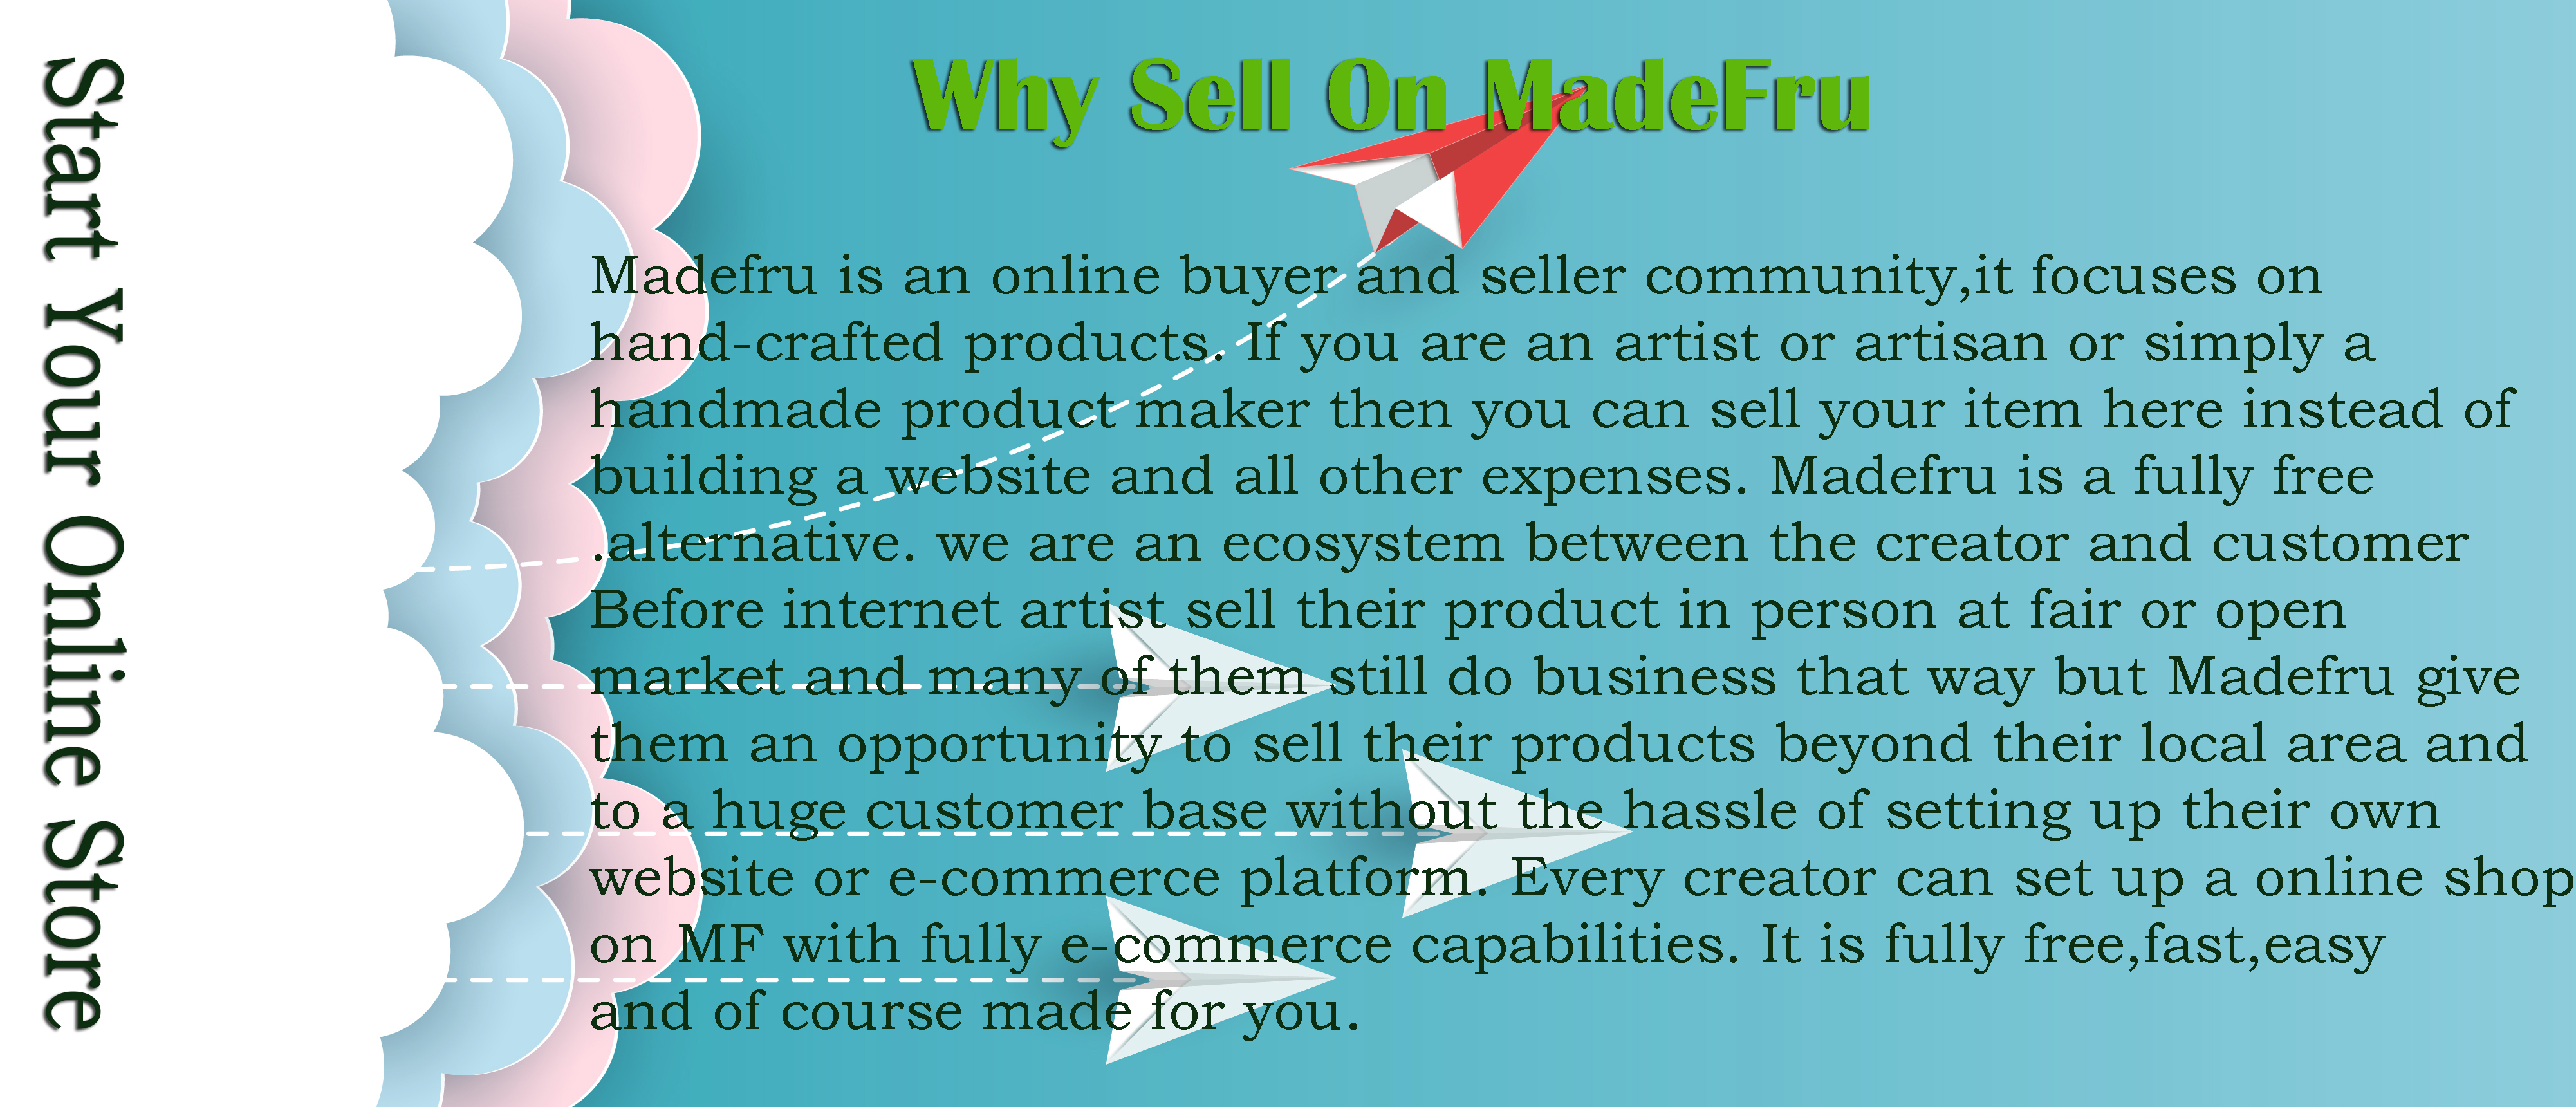 Start Your Online Store
Why Sell On MadeFru
Madefru is an online buyer and seller community,it focuses on
hand-crafted products. If you are an artist or artisan or simply a
handmade product maker then you can sell your item here instead of
building a website and all other expenses. Madefru is a fully free
.alternative. we are an ecosystem between the creator and customer
Before internet artist sell their product in person at fair or open
market and many of them still do business that way but Madefru give
them an opportunity to sell their products beyond their local area and
to a huge customer base without the hassle of setting up their own
website or e-commerce platform. Every creator can set up a online shop
on MF with fully e-commerce capabilities. It is fully free,fast,easy
and of course made for you.